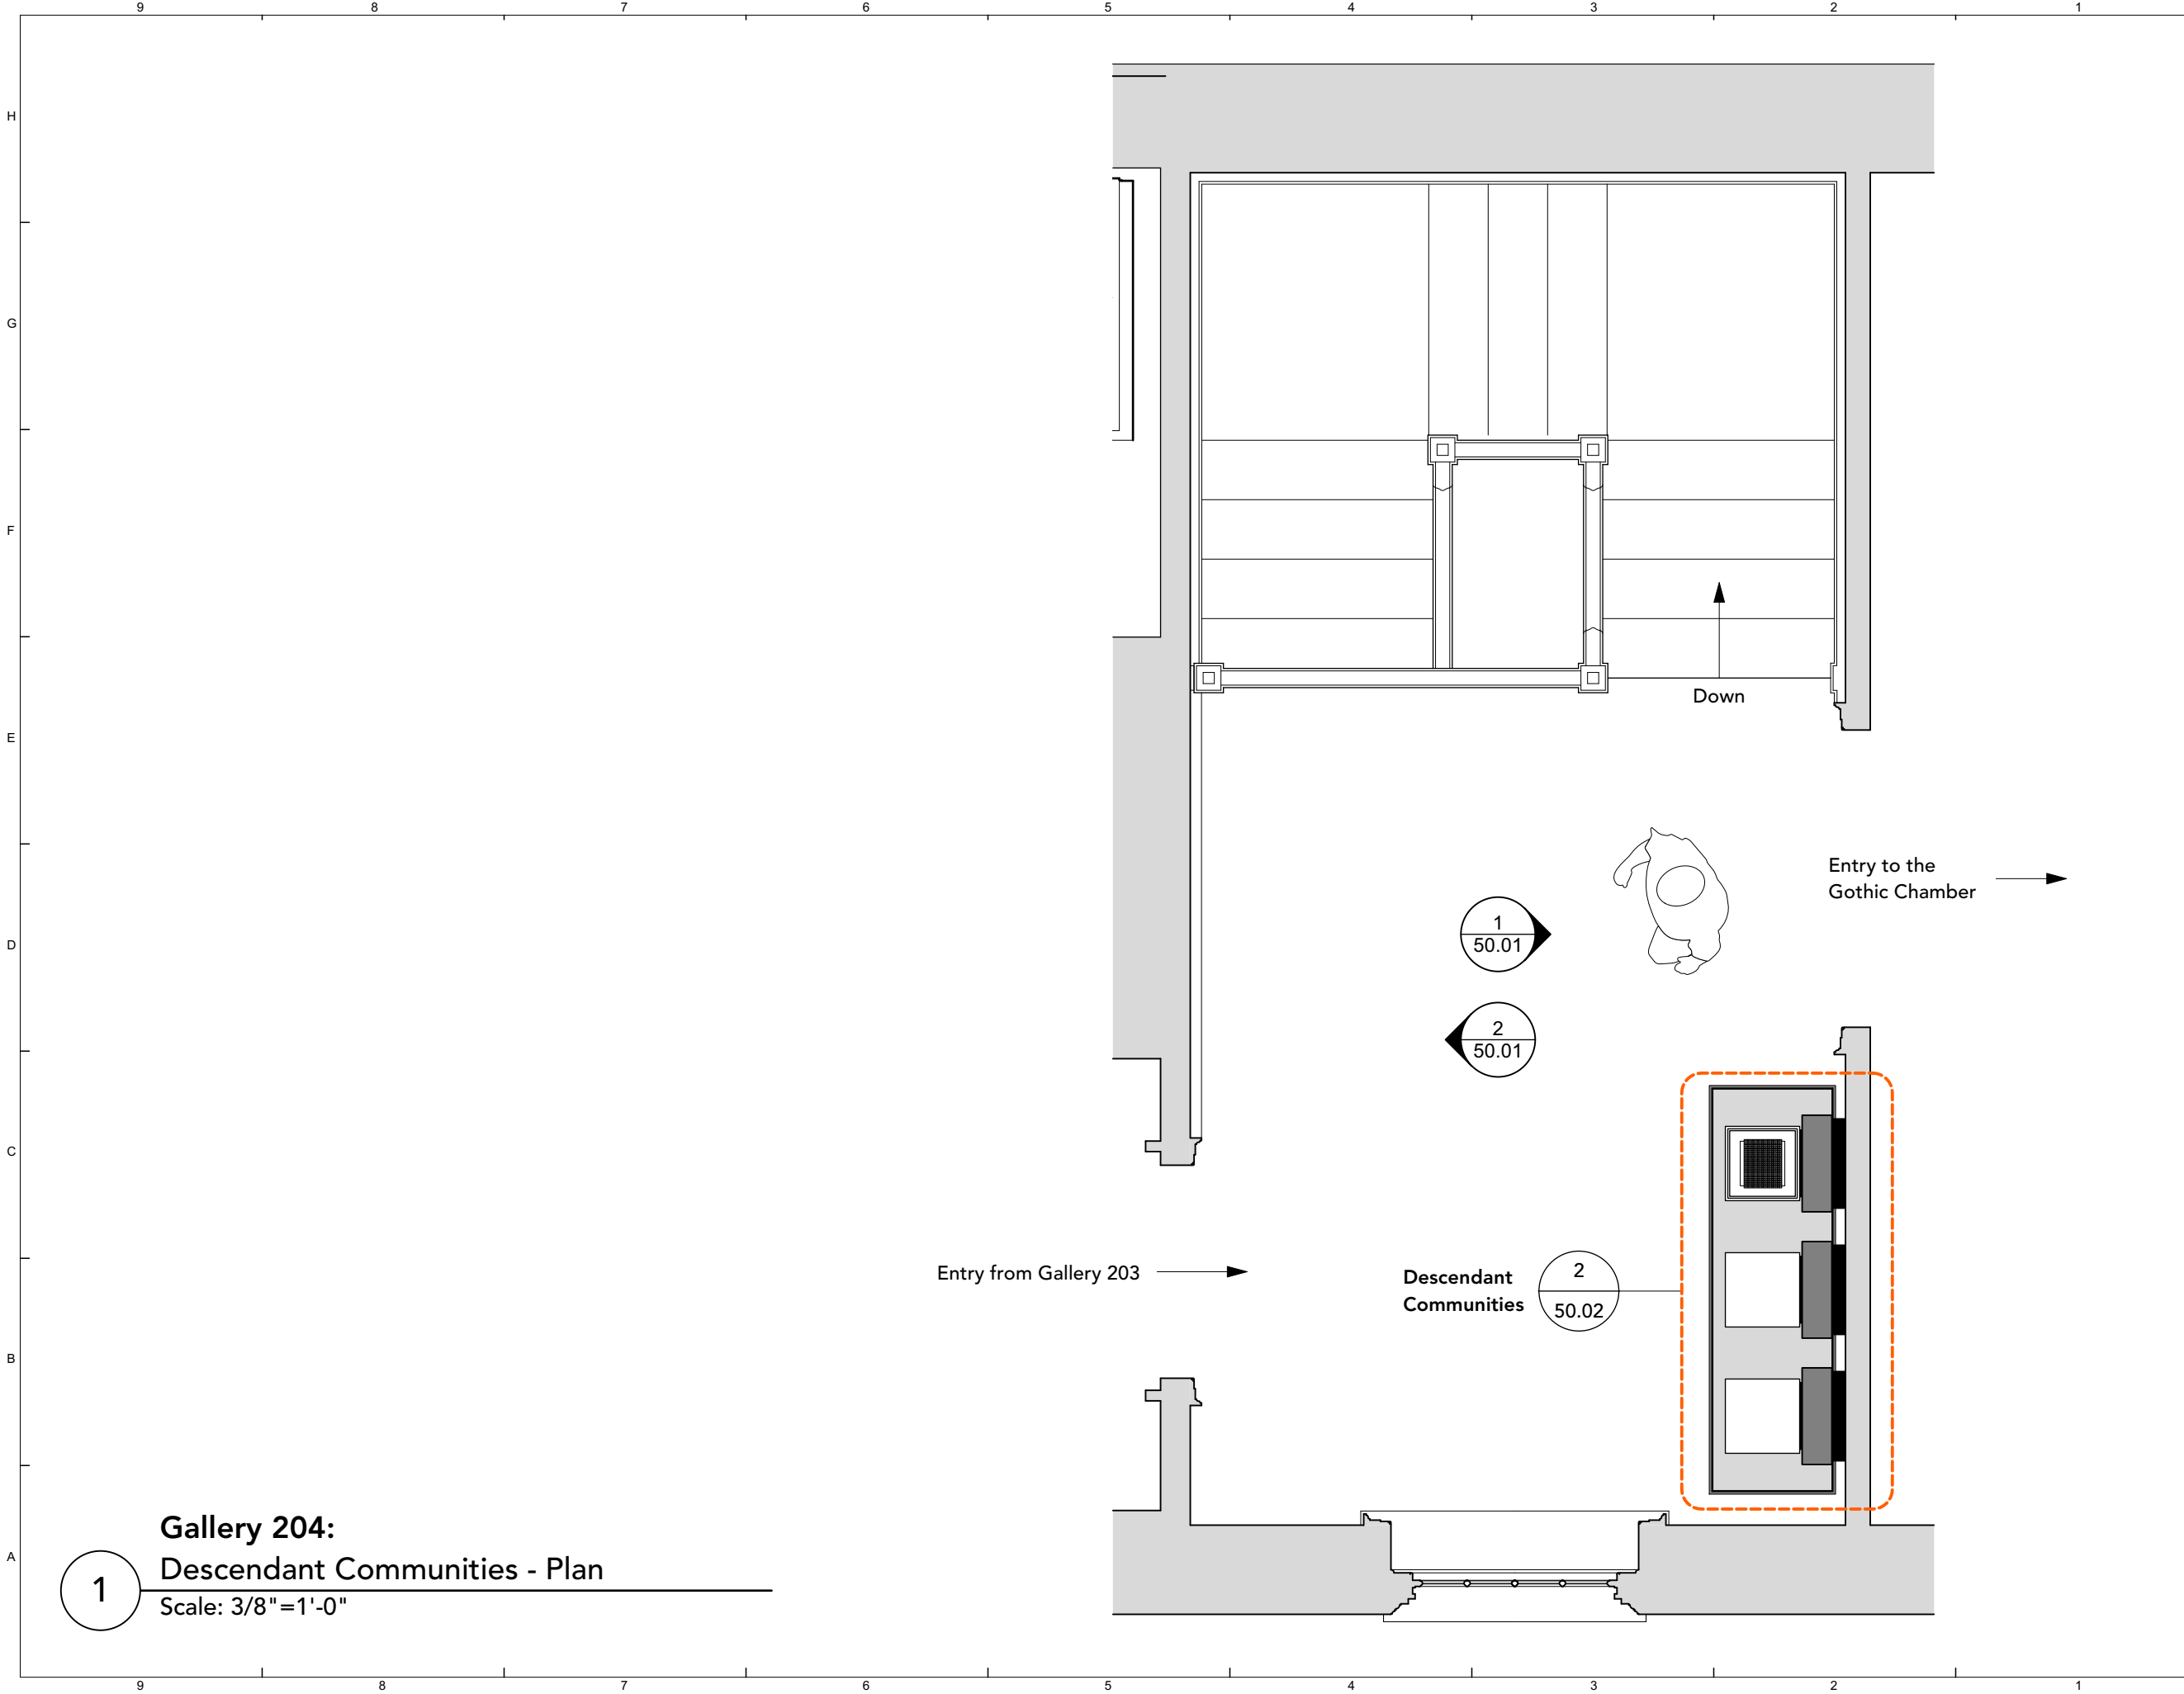 9 8 7 6 5 4 3 2 1
H
G
F
E
D
C
B
A
Down
Entry to the
Gothic Chamber
1
50.01
2
50.01
Entry from Gallery 203
Descendant
Communities
2
50.02
Gallery 204:
Descendant Communities - Plan
1
Scale: 3/8"=1'-0"
9 8 7 6 5 4 3 2 1